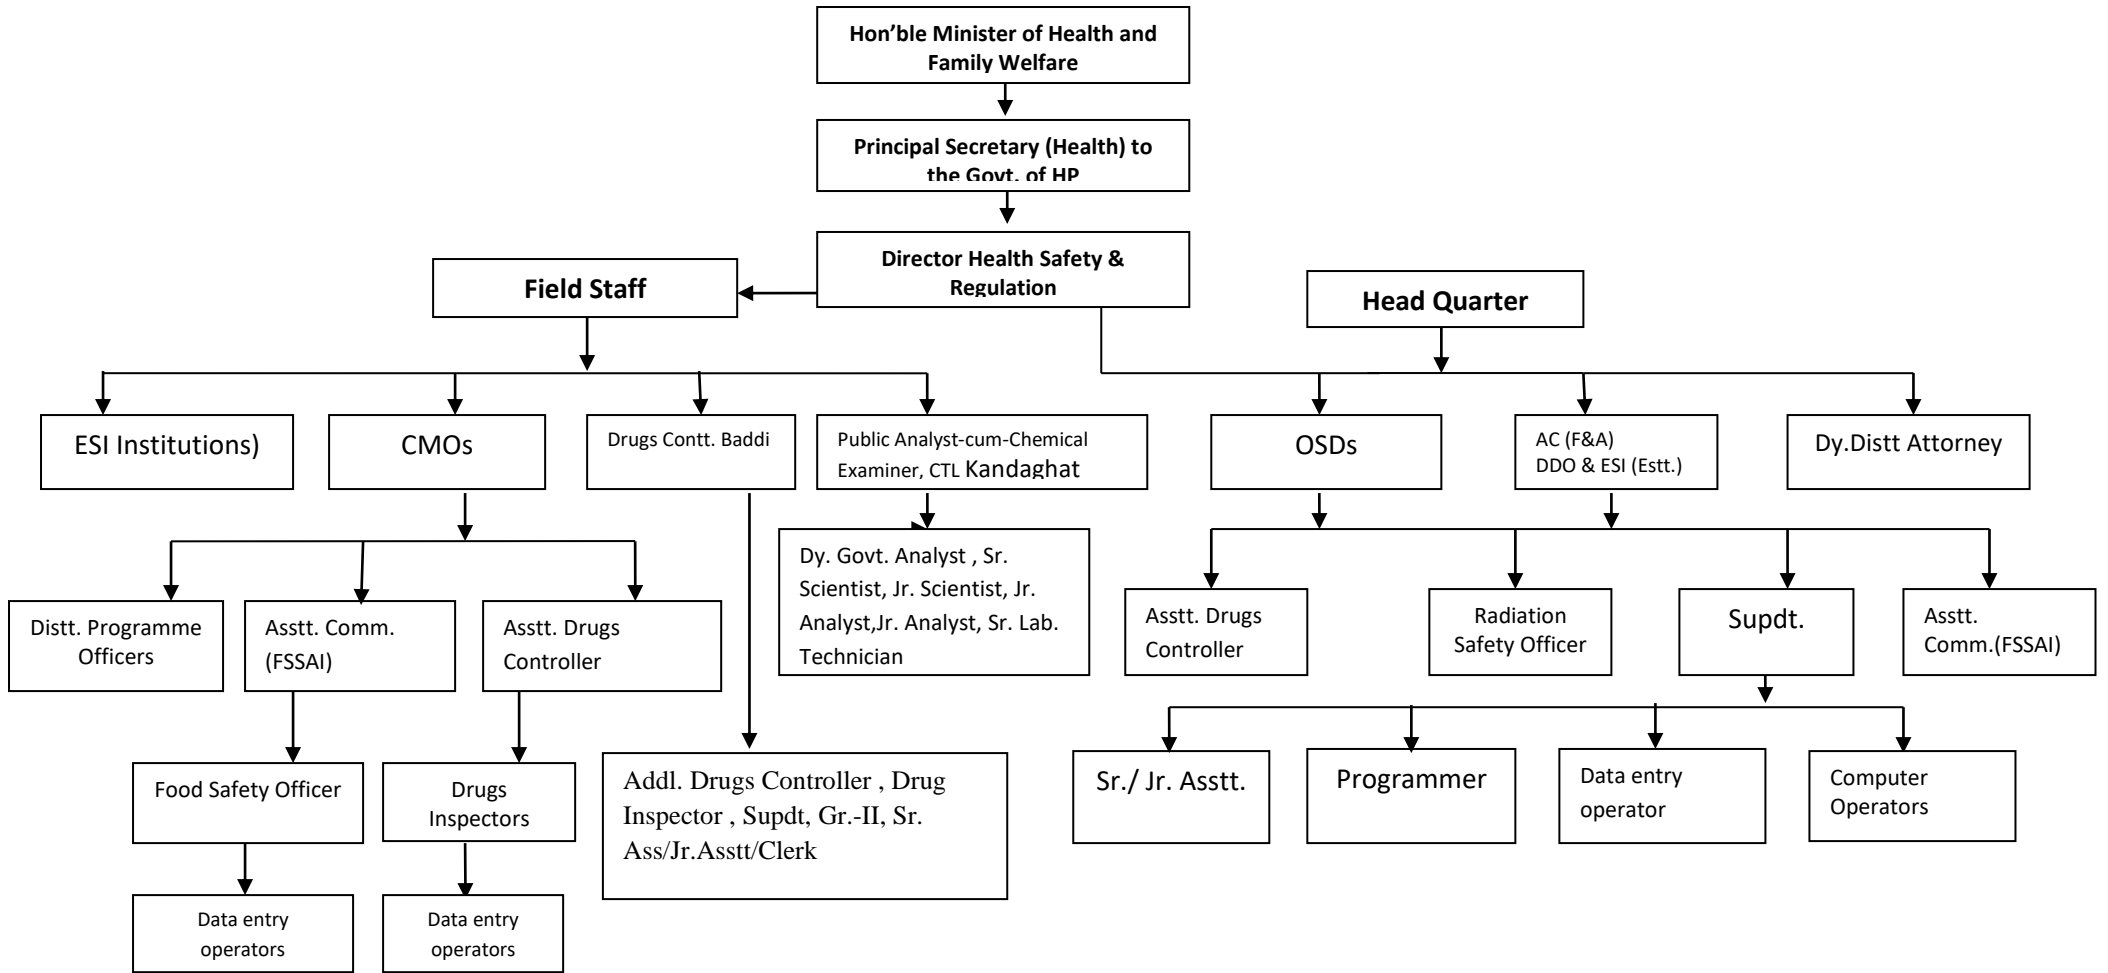 Hon’ble Minister of Health and
Family Welfare
Principal Secretary (Health) to
the Govt. of HP
Director Health Safety &
Regulation
Field Staff
Head Quarter
ESI Institutions)
CMOs
Drugs Contt. Baddi
Public Analyst-cum-Chemical
Examiner, CTL Kandaghat
OSDs
AC (F&A)
DDO & ESI (Estt.)
Dy.Distt Attorney
Dy. Govt. Analyst , Sr.
Scientist, Jr. Scientist, Jr.
Analyst,Jr. Analyst, Sr. Lab.
Technician
Distt. Programme
Officers
Asstt. Comm.
(FSSAI)
Asstt. Drugs
Controller
Asstt. Drugs
Controller
Radiation
Safety Officer
Supdt.
Asstt.
Comm.(FSSAI)
Food Safety Officer
Drugs
Inspectors
Addl. Drugs Controller , Drug
Inspector , Supdt, Gr.-II, Sr.
Ass/Jr.Asstt/Clerk
Sr./ Jr. Asstt.
Programmer
Data entry
operator
Computer
Operators
Data entry
operators
Data entry
operators